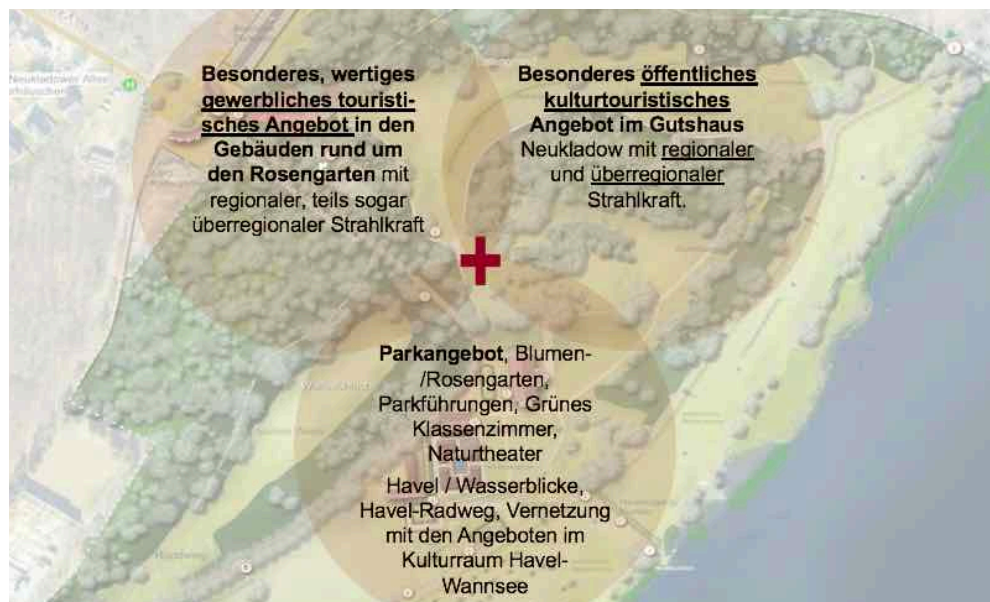 Neukladower Allee
Besonderes, wertiges
gewerbliches touristi-
sches Angebot in den
Gebäuden rund um
den Rosengarten mit
regionaler, teils sogar
überregionaler Strahlkraft
Besonderes öffentliches
kulturtouristisches
Angebot im Gutshaus
Neukladow mit regionaler
und überregionaler
Strahlkraft.
Parkangebot, Blumen-
/Rosengarten,
Parkführungen, Grünes
Klassenzimmer,
Naturtheater
Havel / Wasserblicke,
Havel-Radweg, Vernetzung
mit den Angeboten im
Kulturraum Havel-
Wannsee